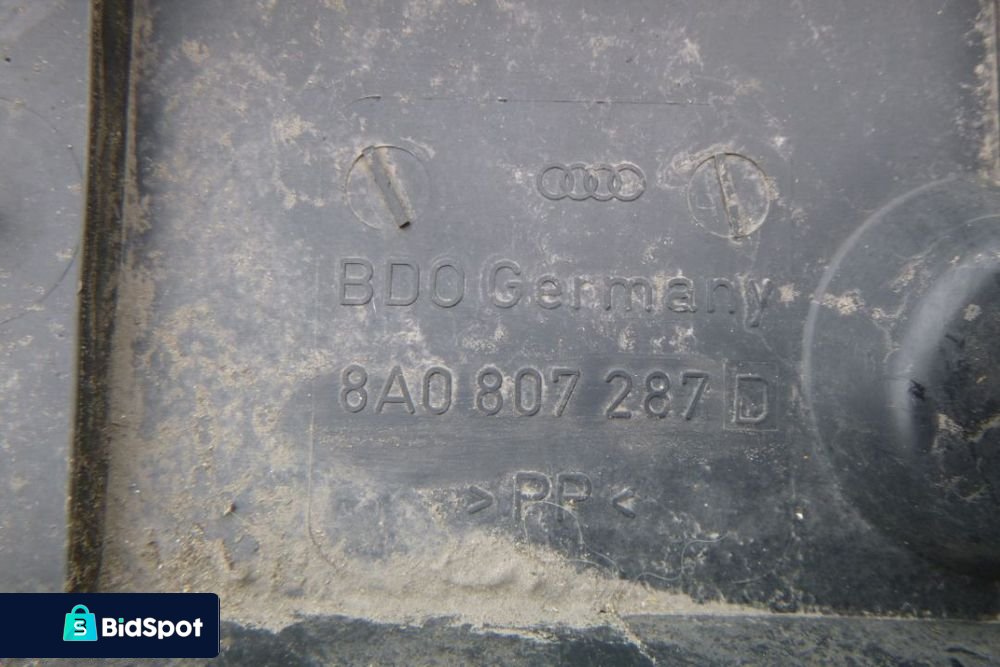 BDO Germany
8A0 807 287 D
> PP <
BidSpot